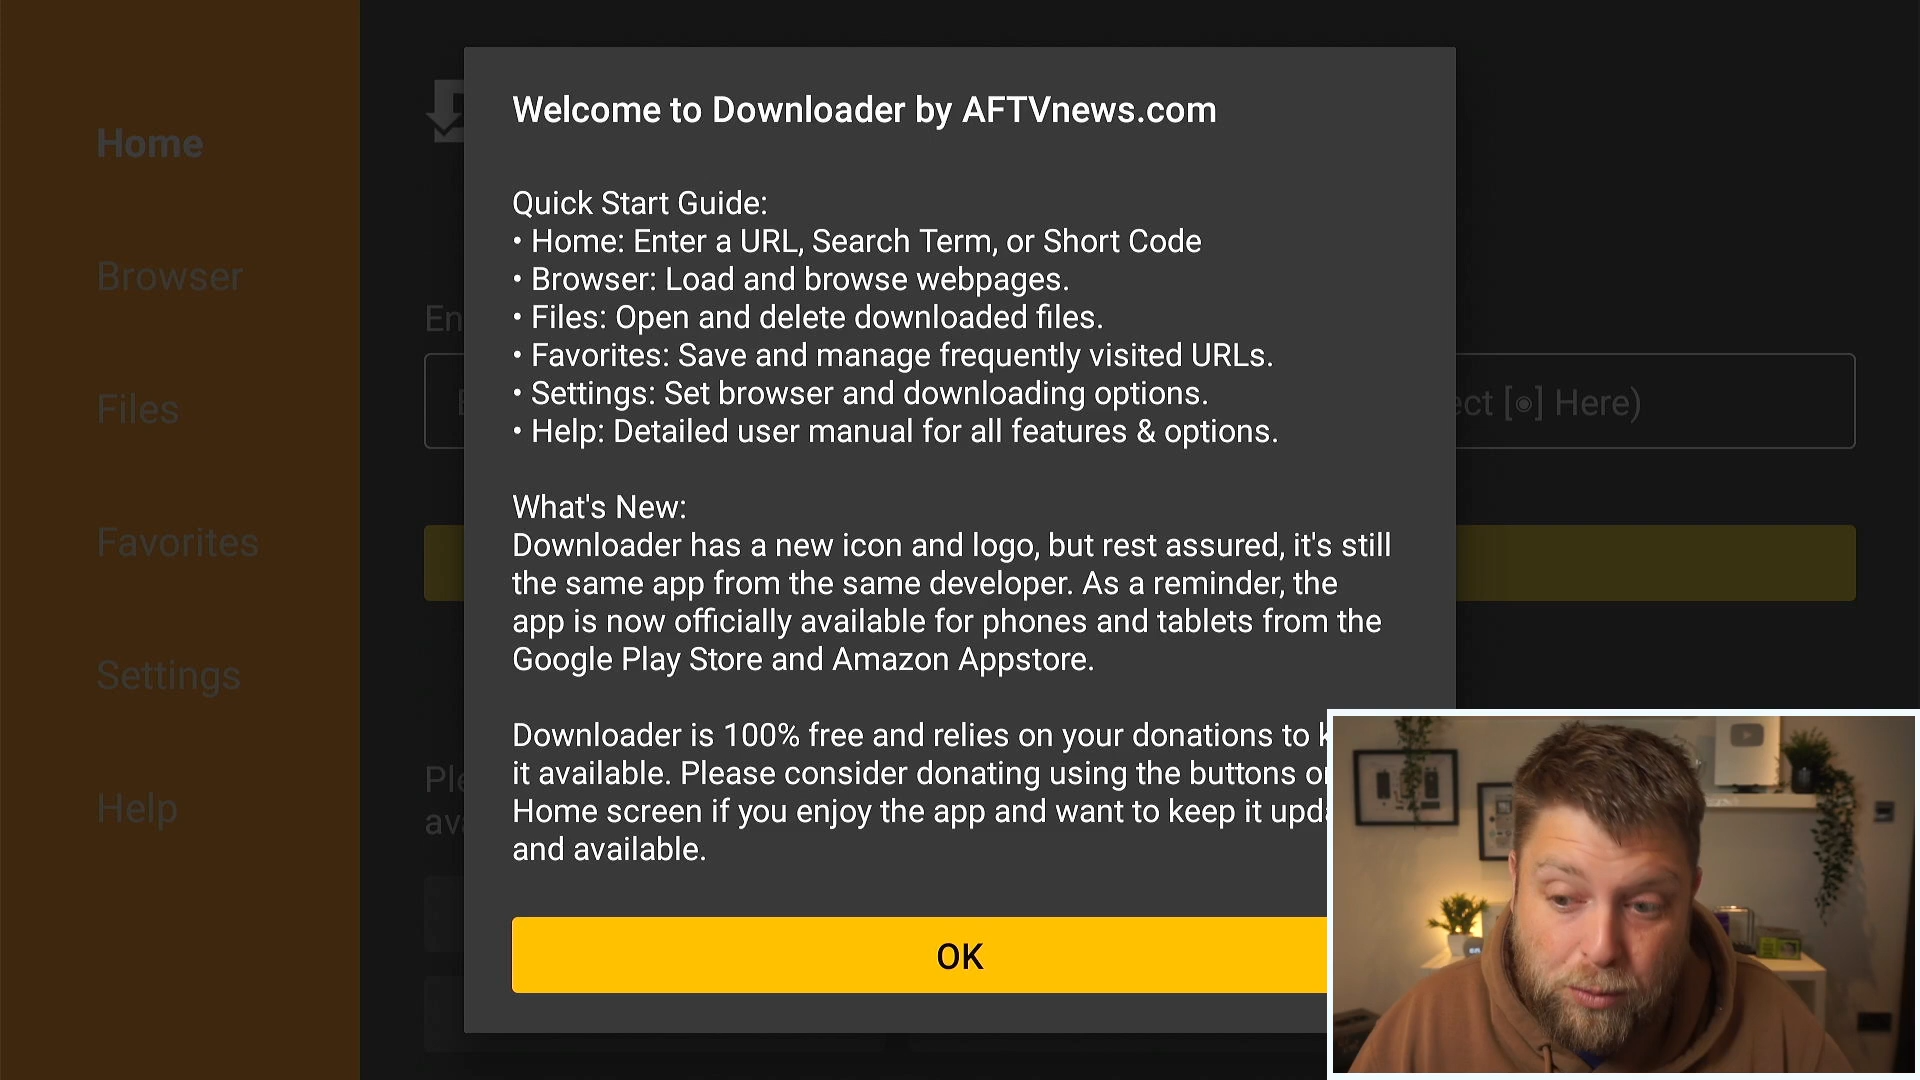 Home
Browser
Files
Favorites
Settings
Help
Welcome to Downloader by AFTVnews.com
Quick Start Guide:
• Home: Enter a URL, Search Term, or Short Code
• Browser: Load and browse webpages.
• Files: Open and delete downloaded files.
• Favorites: Save and manage frequently visited URLs.
• Settings: Set browser and downloading options.
• Help: Detailed user manual for all features & options.
What's New:
Downloader has a new icon and logo, but rest assured, it's still
the same app from the same developer. As a reminder, the
app is now officially available for phones and tablets from the
Google Play Store and Amazon Appstore.
Downloader is 100% free and relies on your donations to
it available. Please consider donating using the buttons
Home screen if you enjoy the app and want to keep it
and available.
OK
Here)